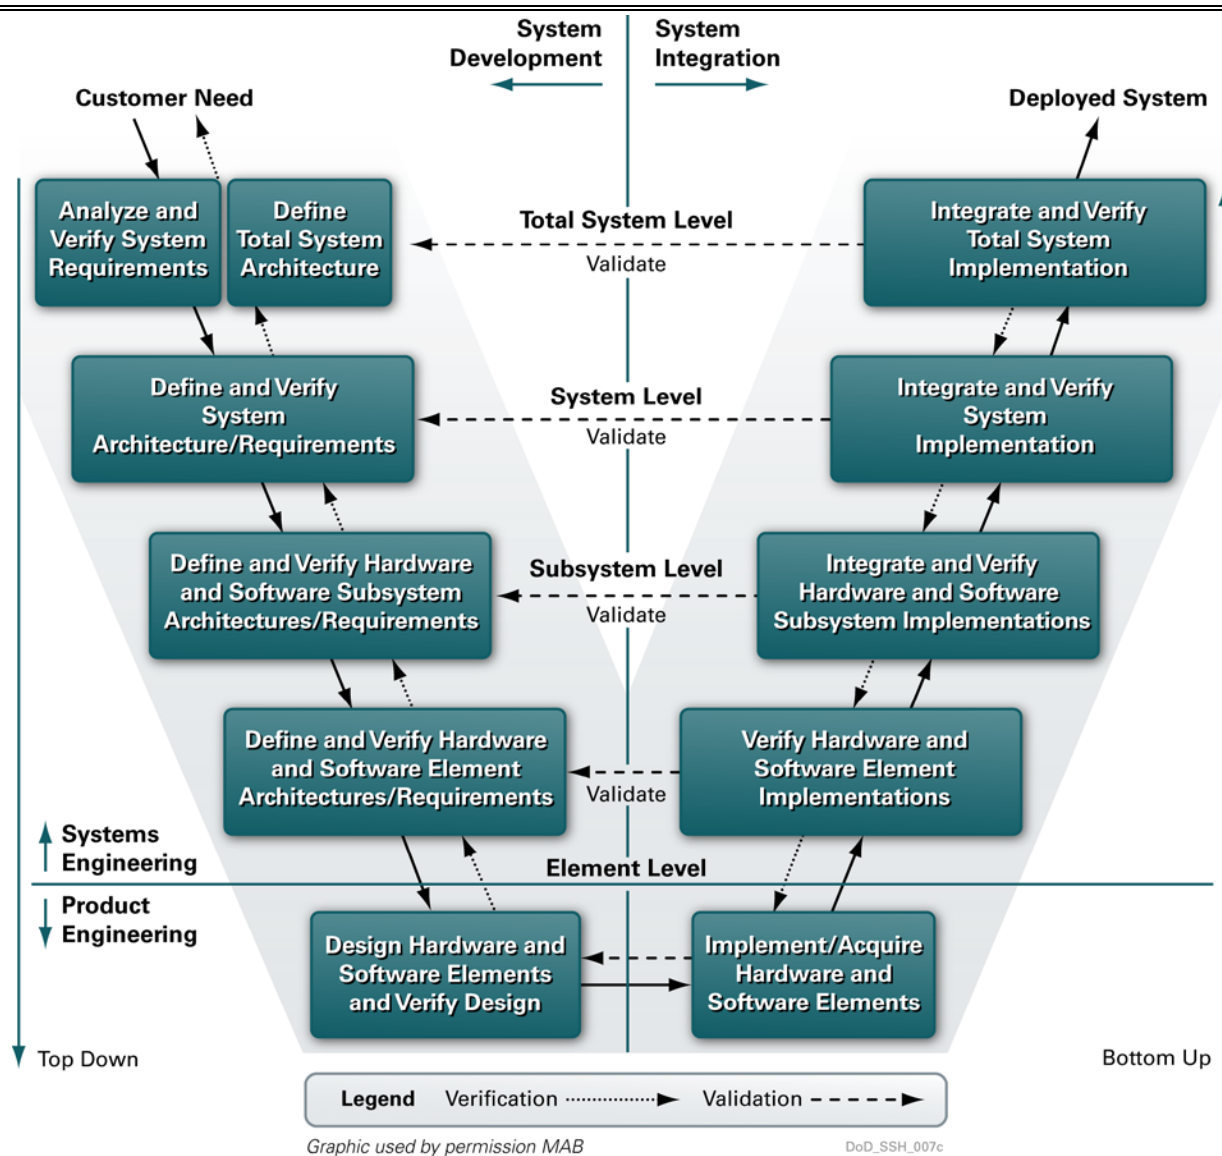 System
Development
System
Integration
Customer Need
Deployed System
Analyze and
Verify System
Requirements
Define
Total System
Architecture
Total System Level
Validate
Integrate and Verify
Total System
Implementation
Define and Verify
System
Architecture/Requirements
System Level
Validate
Integrate and Verify
System
Implementation
Define and Verify Hardware
and Software Subsystem
Architectures/Requirements
Subsystem Level
Validate
Integrate and Verify
Hardware and Software
Subsystem Implementations
Define and Verify Hardware
and Software Element
Architectures/Requirements
Validate
Verify Hardware and
Software Element
Implementations
Systems
Engineering
Element Level
Product
Engineering
Design Hardware and
Software Elements
and Verify Design
Implement/Acquire
Hardware and
Software Elements
Top Down
Bottom Up
Legend Verification Validation
Graphic used by permission MAB
DoD_SSH_007c